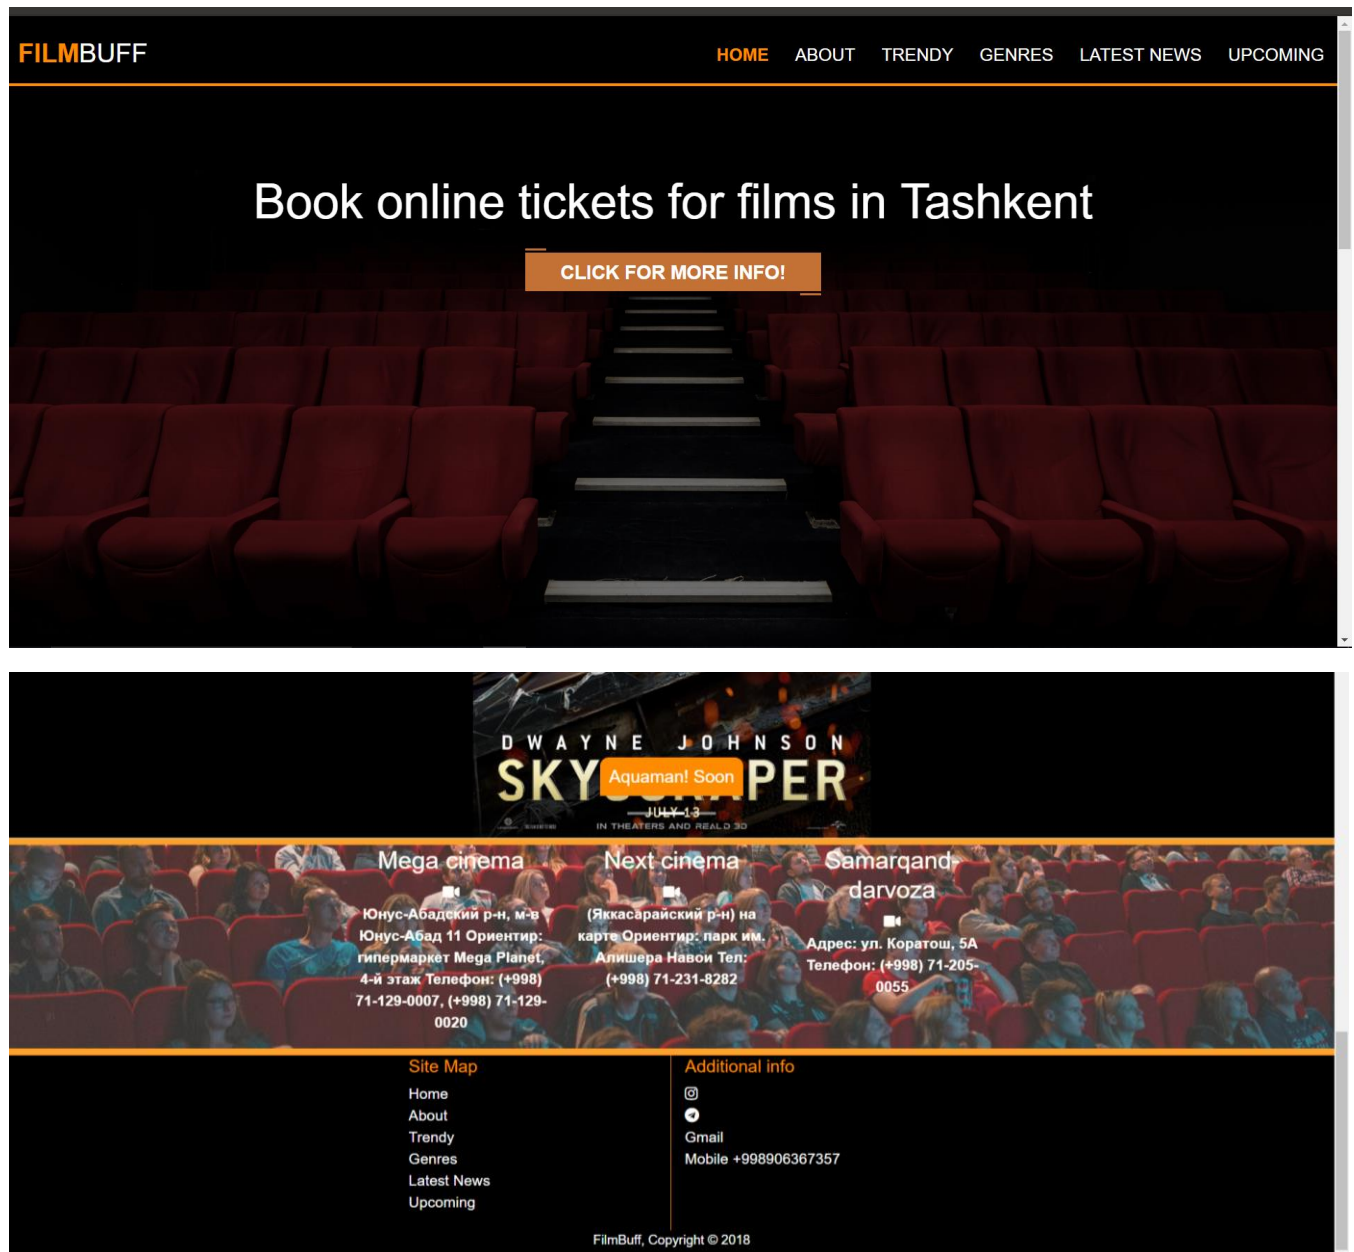 FILMBUFF
HOME ABOUT TRENDY GENRES LATEST NEWS UPCOMING
Book online tickets for films in Tashkent
CLICK FOR MORE INFO!
DWAYNE JOHNSON
Aquaman! Soon
JULY 13
IN THEATERS AND REALD 3D
Mega cinema
Юнус-Абадский р-н, м-в
Юнус-Абад 11 Ориентир:
гипермаркет Mega Planet,
4-й этаж Телефон: (+998)
71-129-0007, (+998) 71-129-
0020
Next cinema
(Яккасарайский р-н) на
карте Ориентир: парк им.
Алишера Навои Тел:
(+998) 71-231-8282
Samarqand-
darvoza
Адрес: ул. Коратош, 5А
Телефон: (+998) 71-205-
0055
Site Map
Home
About
Trendy
Genres
Latest News
Upcoming
Additional info
Gmail
Mobile +998906367357
FilmBuff, Copyright © 2018